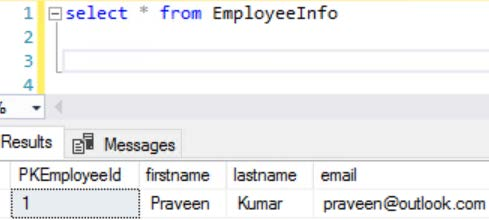 1 select * from EmployeeInfo
2
3
4
%
Results Messages
PKEmployeeId firstname lastname email
1 Praveen Kumar praveen@outlook.com